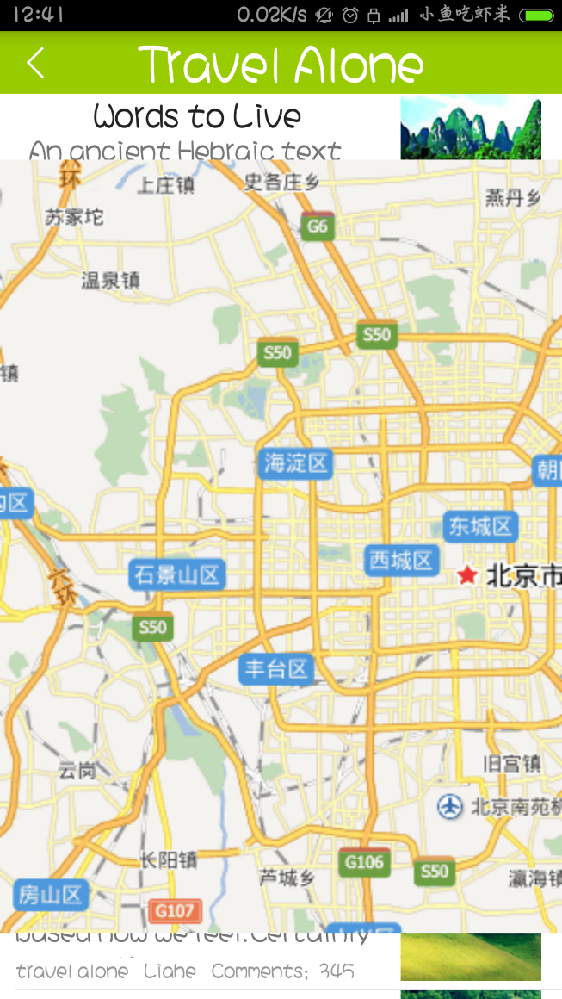 12:41 0.02K/s 小鱼吃虾米
Travel Alone
Words to Live
An ancient Hebraic text
六环
上庄镇
史各庄乡
燕丹乡
苏家坨
G6
温泉镇
S50
S50
镇
海淀区
朝
区
东城区
西城区
石景山区
北京市
六环
S50
丰台区
云岗
旧宫镇
北京南苑机
长阳镇
G106
S50
芦城乡
瀛海镇
房山区
G107
based how we feel.Certainly
travel alone Liahe Comments; 345